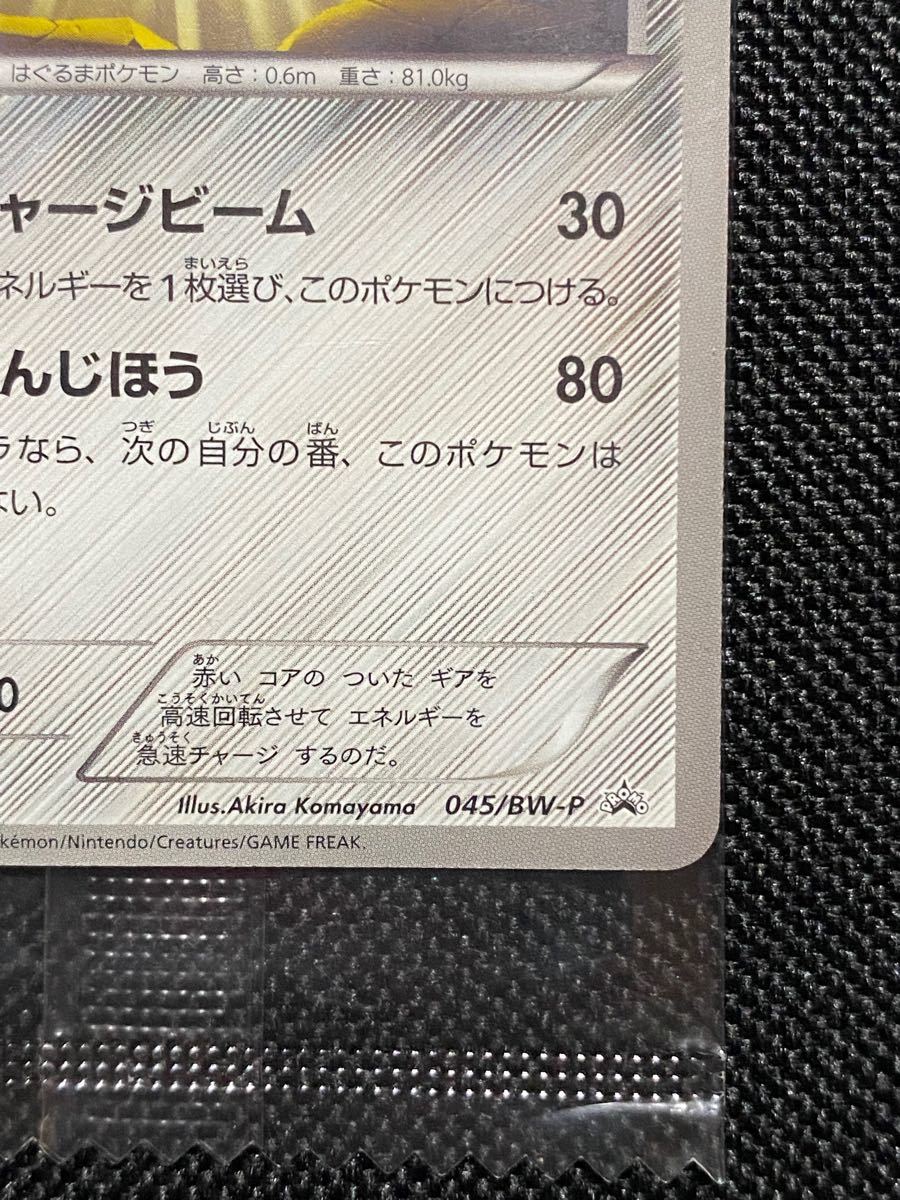 はぐるまポケモン 高さ:0.6m 重さ:81.0kg
ャージビーム 30
まいえら
ネルギーを1枚選び、このポケモンにつける。
んじほう 80
つぎ じぶん ばん
なら、次の自分の番、このポケモンは
ない。
0
あか
赤い コアの ついた ギアを
こうそくかいてん
高速回転させて エネルギーを
きゅうそく
急速チャージ するのだ。
Illus.Akira Komayama 045/BW-P PROMO
kémon/Nintendo/Creatures/GAME FREAK.